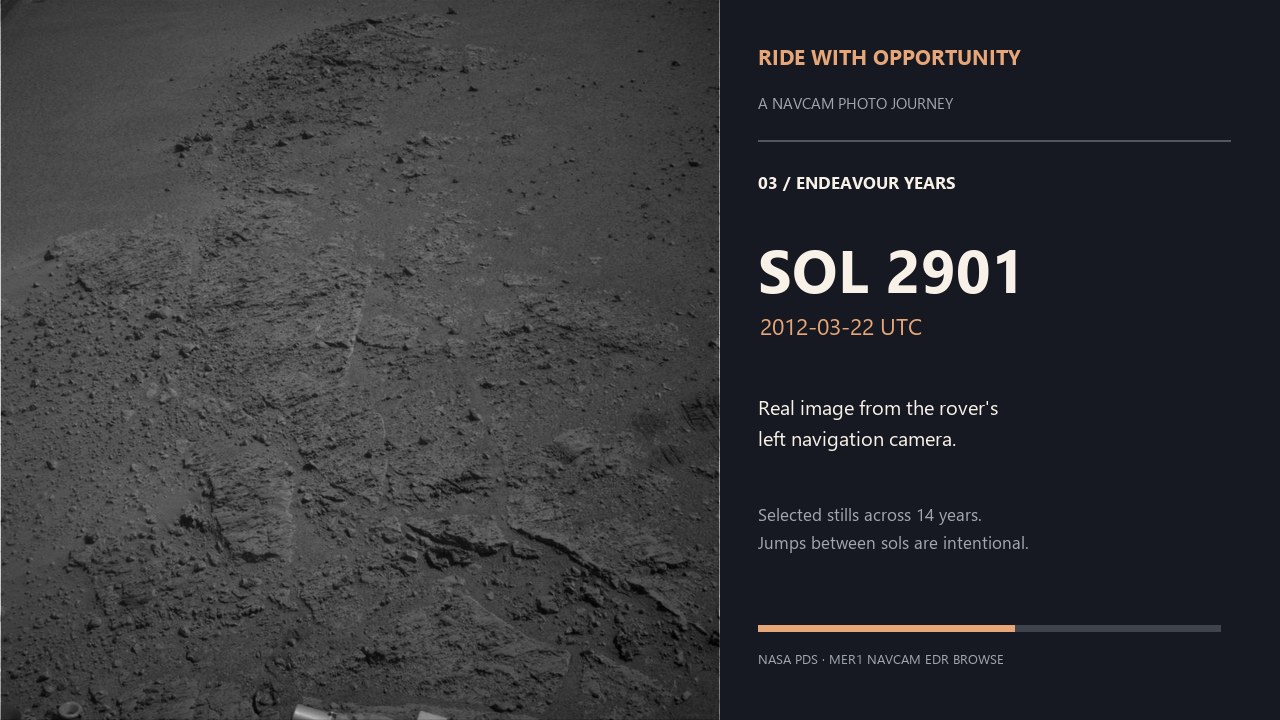 RIDE WITH OPPORTUNITY
A NAVCAM PHOTO JOURNEY
03 / ENDEAVOUR YEARS
SOL 2901
2012-03-22 UTC
Real image from the rover's
left navigation camera.
Selected stills across 14 years.
Jumps between sols are intentional.
NASA PDS · MER1 NAVCAM EDR BROWSE